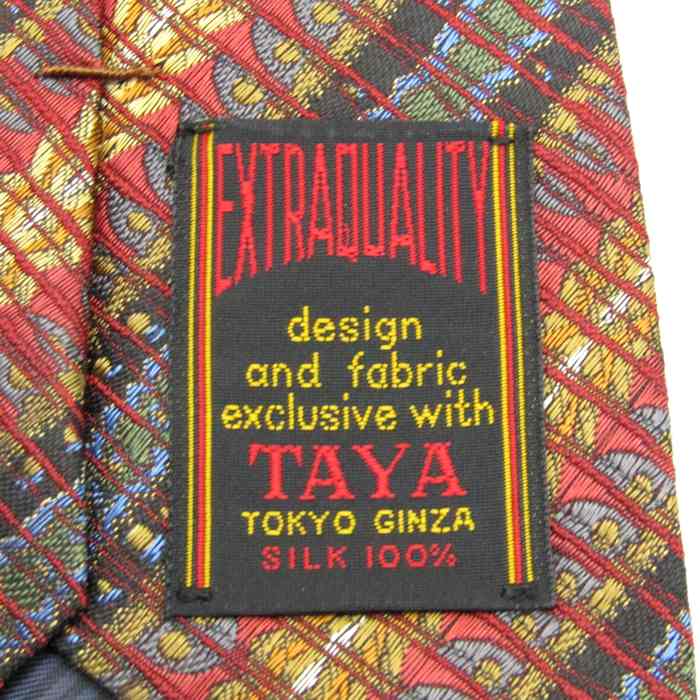 EXTRAQUALITY
design
and fabric
exclusive with
TAYA
TOKYO GINZA
SILK 100%